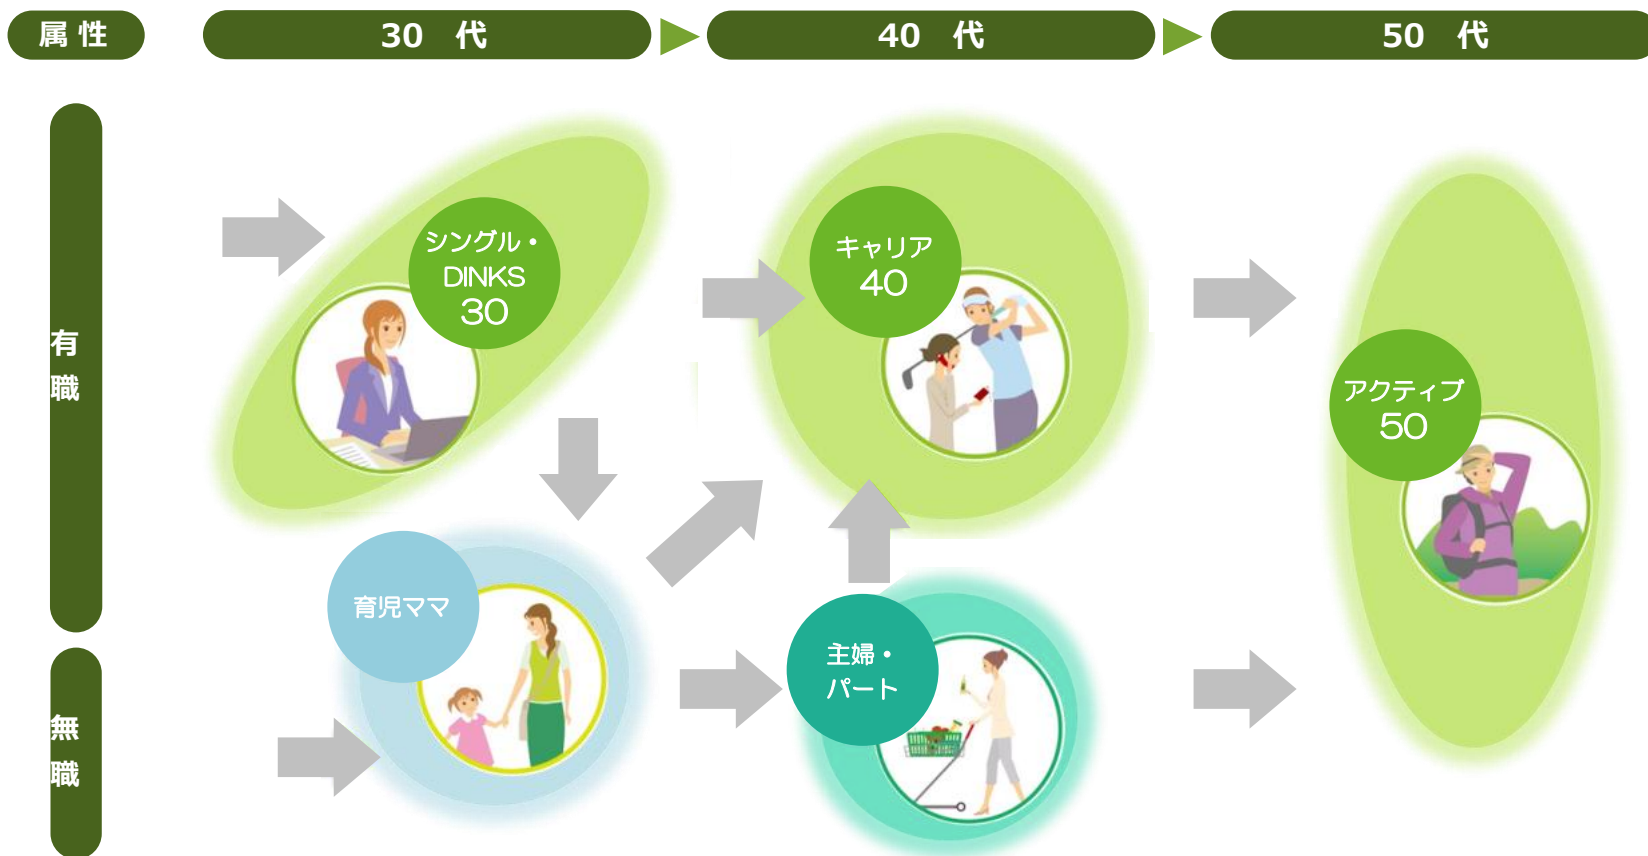 属 性
30 代
40 代
50 代
有
職
シングル・
DINKS
30
キャリア
40
アクティブ
50
育児ママ
主婦・
パート
無
職